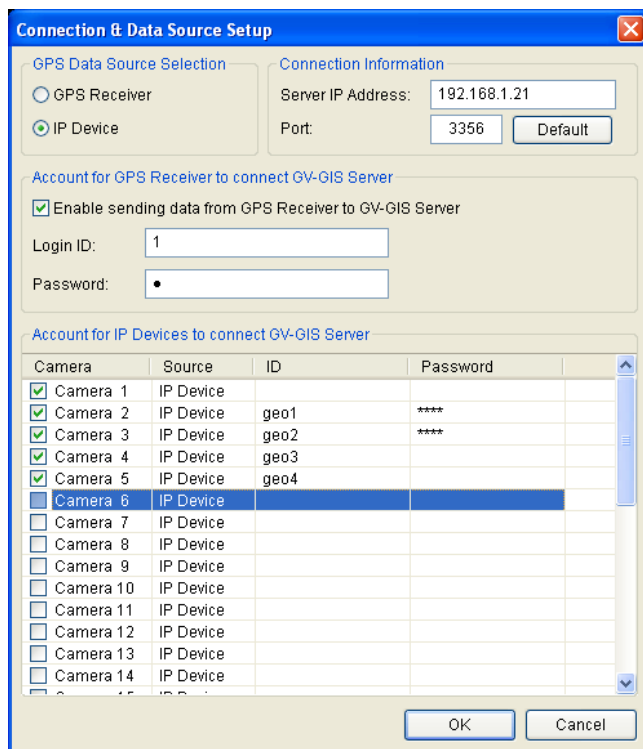 Connection & Data Source Setup
GPS Data Source Selection
GPS Receiver
IP Device
Connection Information
Server IP Address: 192.168.1.21
Port: 3356 Default
Account for GPS Receiver to connect GV-GIS Server
Enable sending data from GPS Receiver to GV-GIS Server
Login ID: 1
Password: •
Account for IP Devices to connect GV-GIS Server
Camera Source ID Password
Camera 1 IP Device
Camera 2 IP Device geo1 ****
Camera 3 IP Device geo2 ****
Camera 4 IP Device geo3
Camera 5 IP Device geo4
Camera 6 IP Device
Camera 7 IP Device
Camera 8 IP Device
Camera 9 IP Device
Camera 10 IP Device
Camera 11 IP Device
Camera 12 IP Device
Camera 13 IP Device
Camera 14 IP Device
OK Cancel